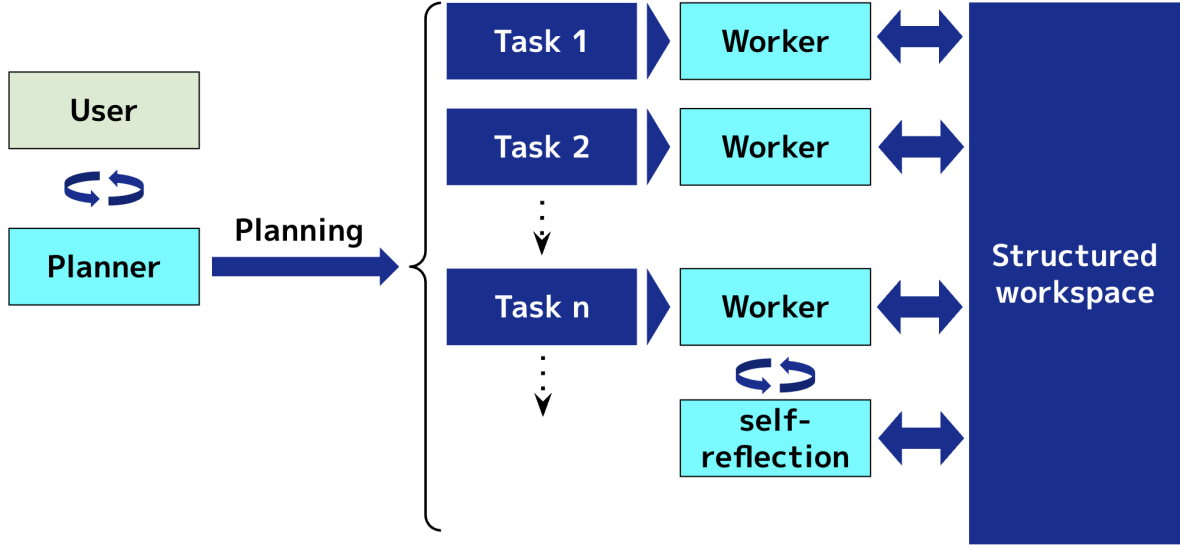 User
Planner
Planning
Task 1
Worker
Task 2
Worker
Task n
Worker
self-
reflection
Structured
workspace